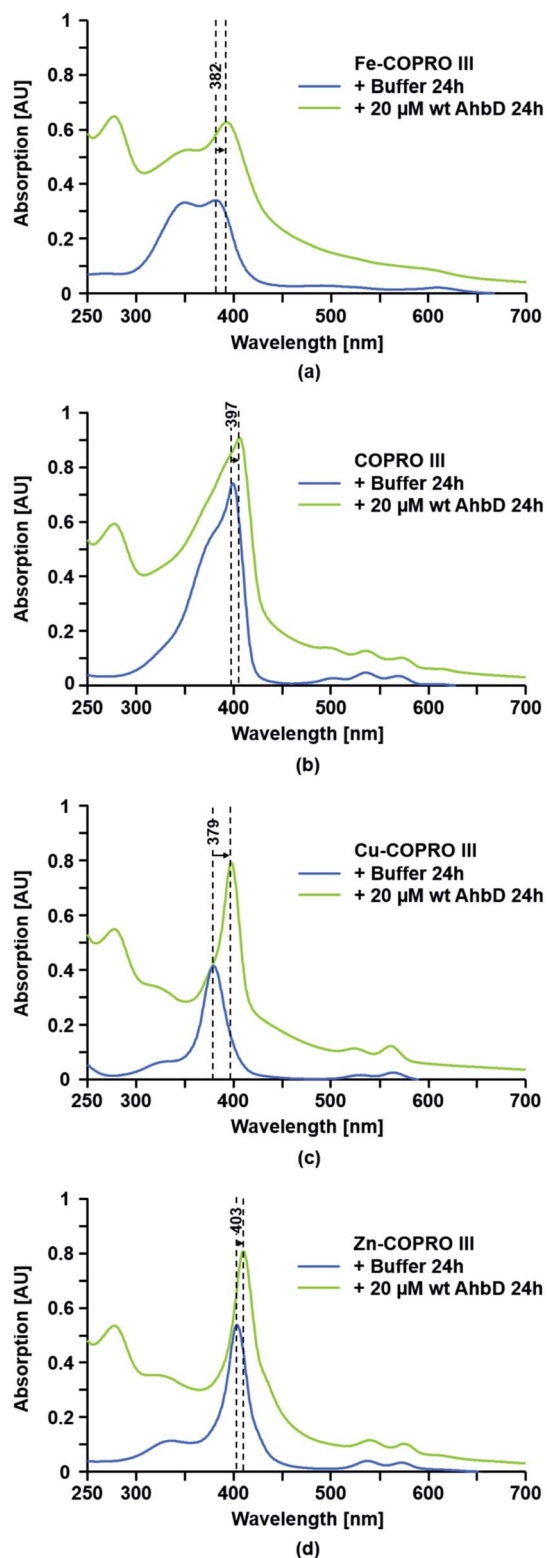 1
382
Fe-COPRO III
+ Buffer 24h
+ 20 µM wt AhbD 24h
0.8
0.6
0.4
0.2
0
Absorption [AU]
250 300 400 500 600 700
Wavelength [nm]
(a)
1
397
COPRO III
+ Buffer 24h
+ 20 µM wt AhbD 24h
0.8
0.6
0.4
0.2
0
Absorption [AU]
250 300 400 500 600 700
Wavelength [nm]
(b)
1
379
Cu-COPRO III
+ Buffer 24h
+ 20 µM wt AhbD 24h
0.8
0.6
0.4
0.2
0
Absorption [AU]
250 300 400 500 600 700
Wavelength [nm]
(c)
1
403
Zn-COPRO III
+ Buffer 24h
+ 20 µM wt AhbD 24h
0.8
0.6
0.4
0.2
0
Absorption [AU]
250 300 400 500 600 700
Wavelength [nm]
(d)